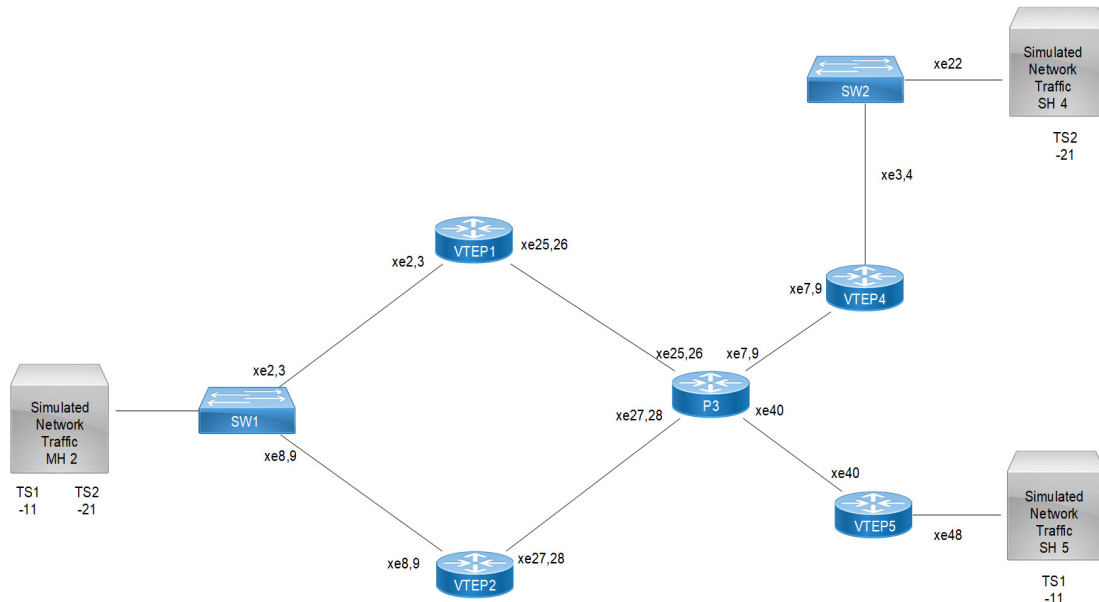 Simulated
Network
Traffic
SH 4
xe22
SW2
TS2
-21
xe3,4
VTEP1
xe25,26
xe2,3
xe7,9
VTEP4
xe25,26
xe7,9
xe2,3
P3
Simulated
Network
Traffic
MH 2
SW1
xe27,28
xe40
xe8,9
xe40
Simulated
Network
Traffic
SH 5
TS1
-11
TS2
-21
VTEP5
xe48
xe8,9
VTEP2
xe27,28
TS1
-11